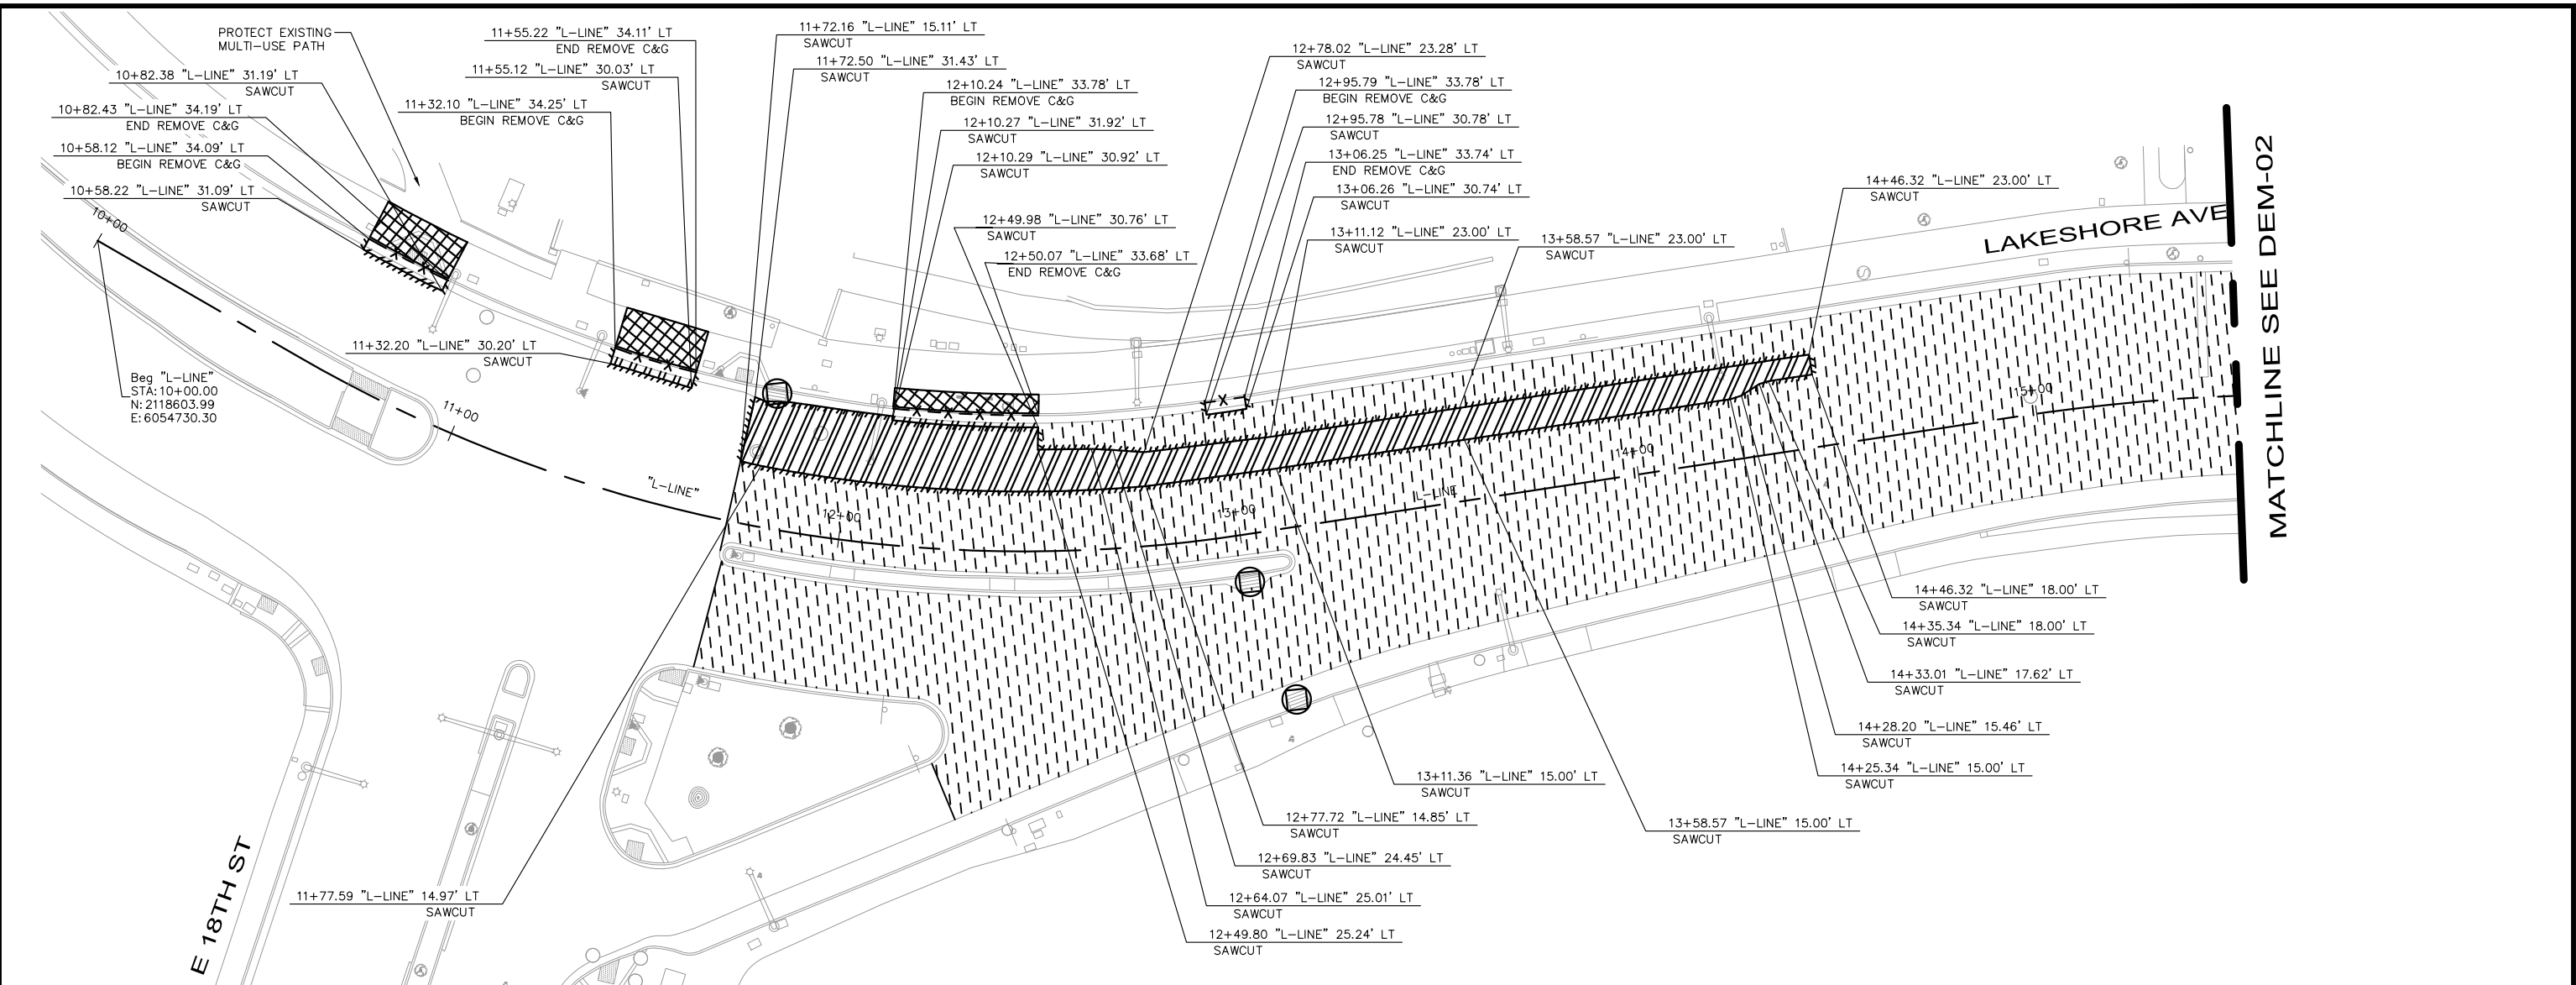 PROTECT EXISTING
MULTI-USE PATH
10+82.38 "L-LINE" 31.19' LT
SAWCUT
10+82.43 "L-LINE" 34.19' LT
END REMOVE C&G
10+58.12 "L-LINE" 34.09' LT
BEGIN REMOVE C&G
10+58.22 "L-LINE" 31.09' LT
SAWCUT
11+55.22 "L-LINE" 34.11' LT
END REMOVE C&G
11+55.12 "L-LINE" 30.03' LT
SAWCUT
11+32.10 "L-LINE" 34.25' LT
BEGIN REMOVE C&G
11+72.16 "L-LINE" 15.11' LT
SAWCUT
11+72.50 "L-LINE" 31.43' LT
SAWCUT
12+10.24 "L-LINE" 33.78' LT
BEGIN REMOVE C&G
12+10.27 "L-LINE" 31.92' LT
SAWCUT
12+10.29 "L-LINE" 30.92' LT
SAWCUT
12+49.98 "L-LINE" 30.76' LT
SAWCUT
12+50.07 "L-LINE" 33.68' LT
END REMOVE C&G
12+78.02 "L-LINE" 23.28' LT
SAWCUT
12+95.79 "L-LINE" 33.78' LT
BEGIN REMOVE C&G
12+95.78 "L-LINE" 30.78' LT
SAWCUT
13+06.25 "L-LINE" 33.74' LT
END REMOVE C&G
13+06.26 "L-LINE" 30.74' LT
SAWCUT
13+11.12 "L-LINE" 23.00' LT
SAWCUT
13+58.57 "L-LINE" 23.00' LT
SAWCUT
14+46.32 "L-LINE" 23.00' LT
SAWCUT
LAKESHORE AVE
MATCHLINE SEE DEM-02
10+00
11+32.20 "L-LINE" 30.20' LT
SAWCUT
Beg "L-LINE"
STA: 10+00.00
N: 2118603.99
E: 6054730.30
11+00
"L-LINE"
12+00
13+00
L-LINE
14+00
15+00
14+46.32 "L-LINE" 18.00' LT
SAWCUT
14+35.34 "L-LINE" 18.00' LT
SAWCUT
14+33.01 "L-LINE" 17.62' LT
SAWCUT
14+28.20 "L-LINE" 15.46' LT
SAWCUT
14+25.34 "L-LINE" 15.00' LT
SAWCUT
13+11.36 "L-LINE" 15.00' LT
SAWCUT
13+58.57 "L-LINE" 15.00' LT
SAWCUT
12+77.72 "L-LINE" 14.85' LT
SAWCUT
12+69.83 "L-LINE" 24.45' LT
SAWCUT
12+64.07 "L-LINE" 25.01' LT
SAWCUT
12+49.80 "L-LINE" 25.24' LT
SAWCUT
11+77.59 "L-LINE" 14.97' LT
SAWCUT
E 18TH ST